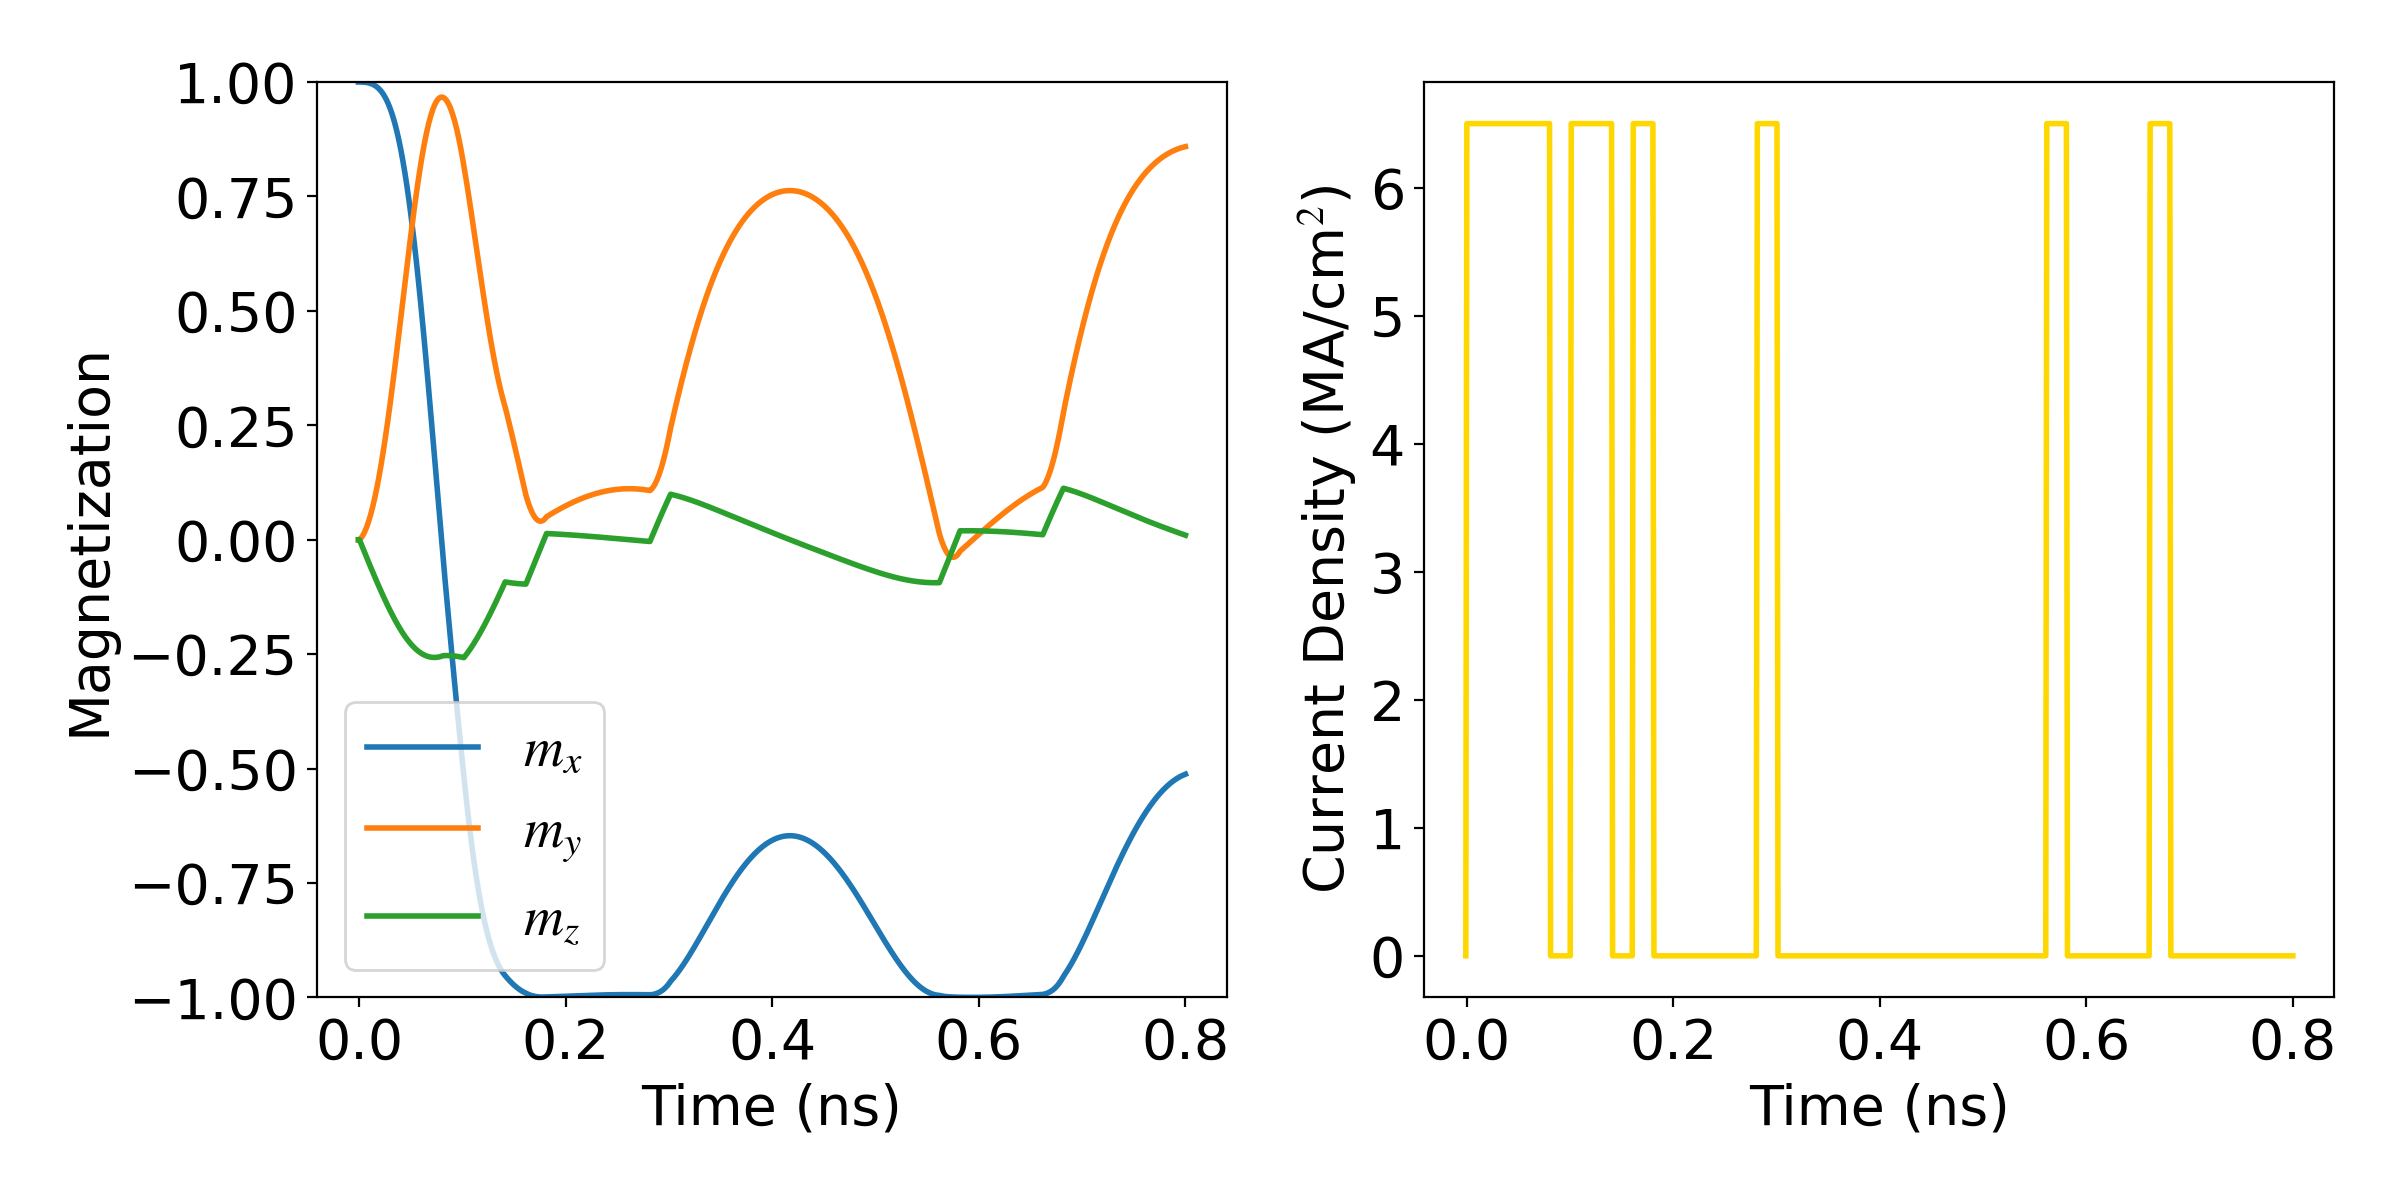 1.00
0.75
0.50
0.25
0.00
−0.25
−0.50
−0.75
−1.00
Magnetization
m_x
m_y
m_z
0.0 0.2 0.4 0.6 0.8
Time (ns)
6
5
4
3
2
1
0
Current Density (MA/cm²)
0.0 0.2 0.4 0.6 0.8
Time (ns)